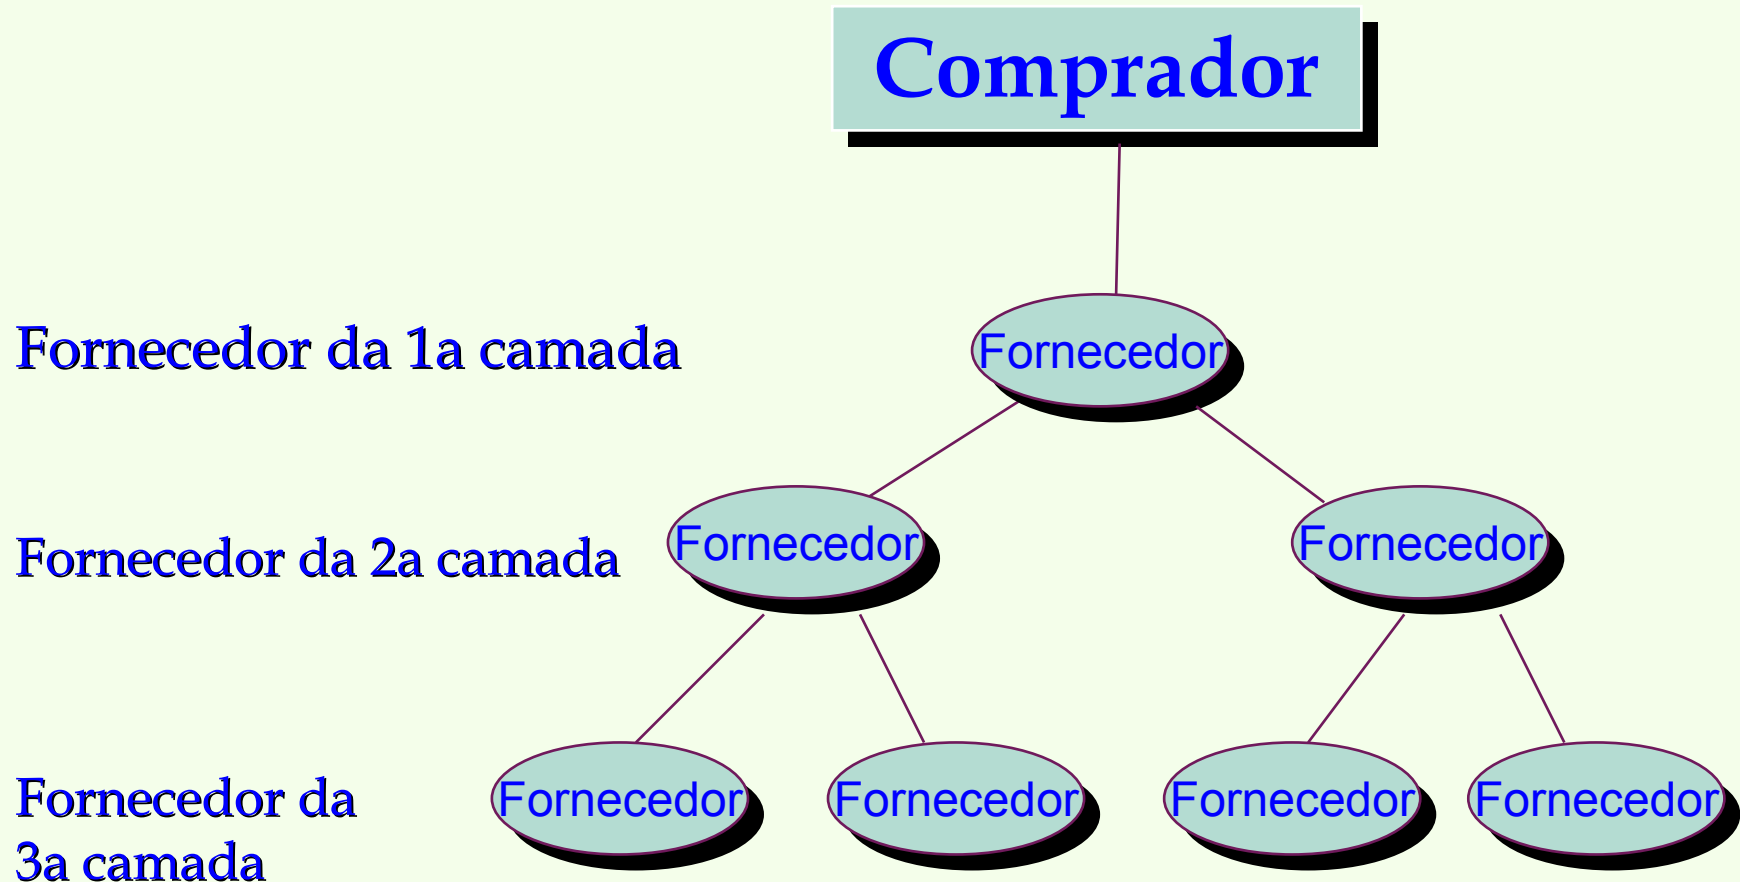 Comprador
Fornecedor da 1a camada
Fornecedor
Fornecedor da 2a camada
Fornecedor
Fornecedor
Fornecedor da
3a camada
Fornecedor
Fornecedor
Fornecedor
Fornecedor